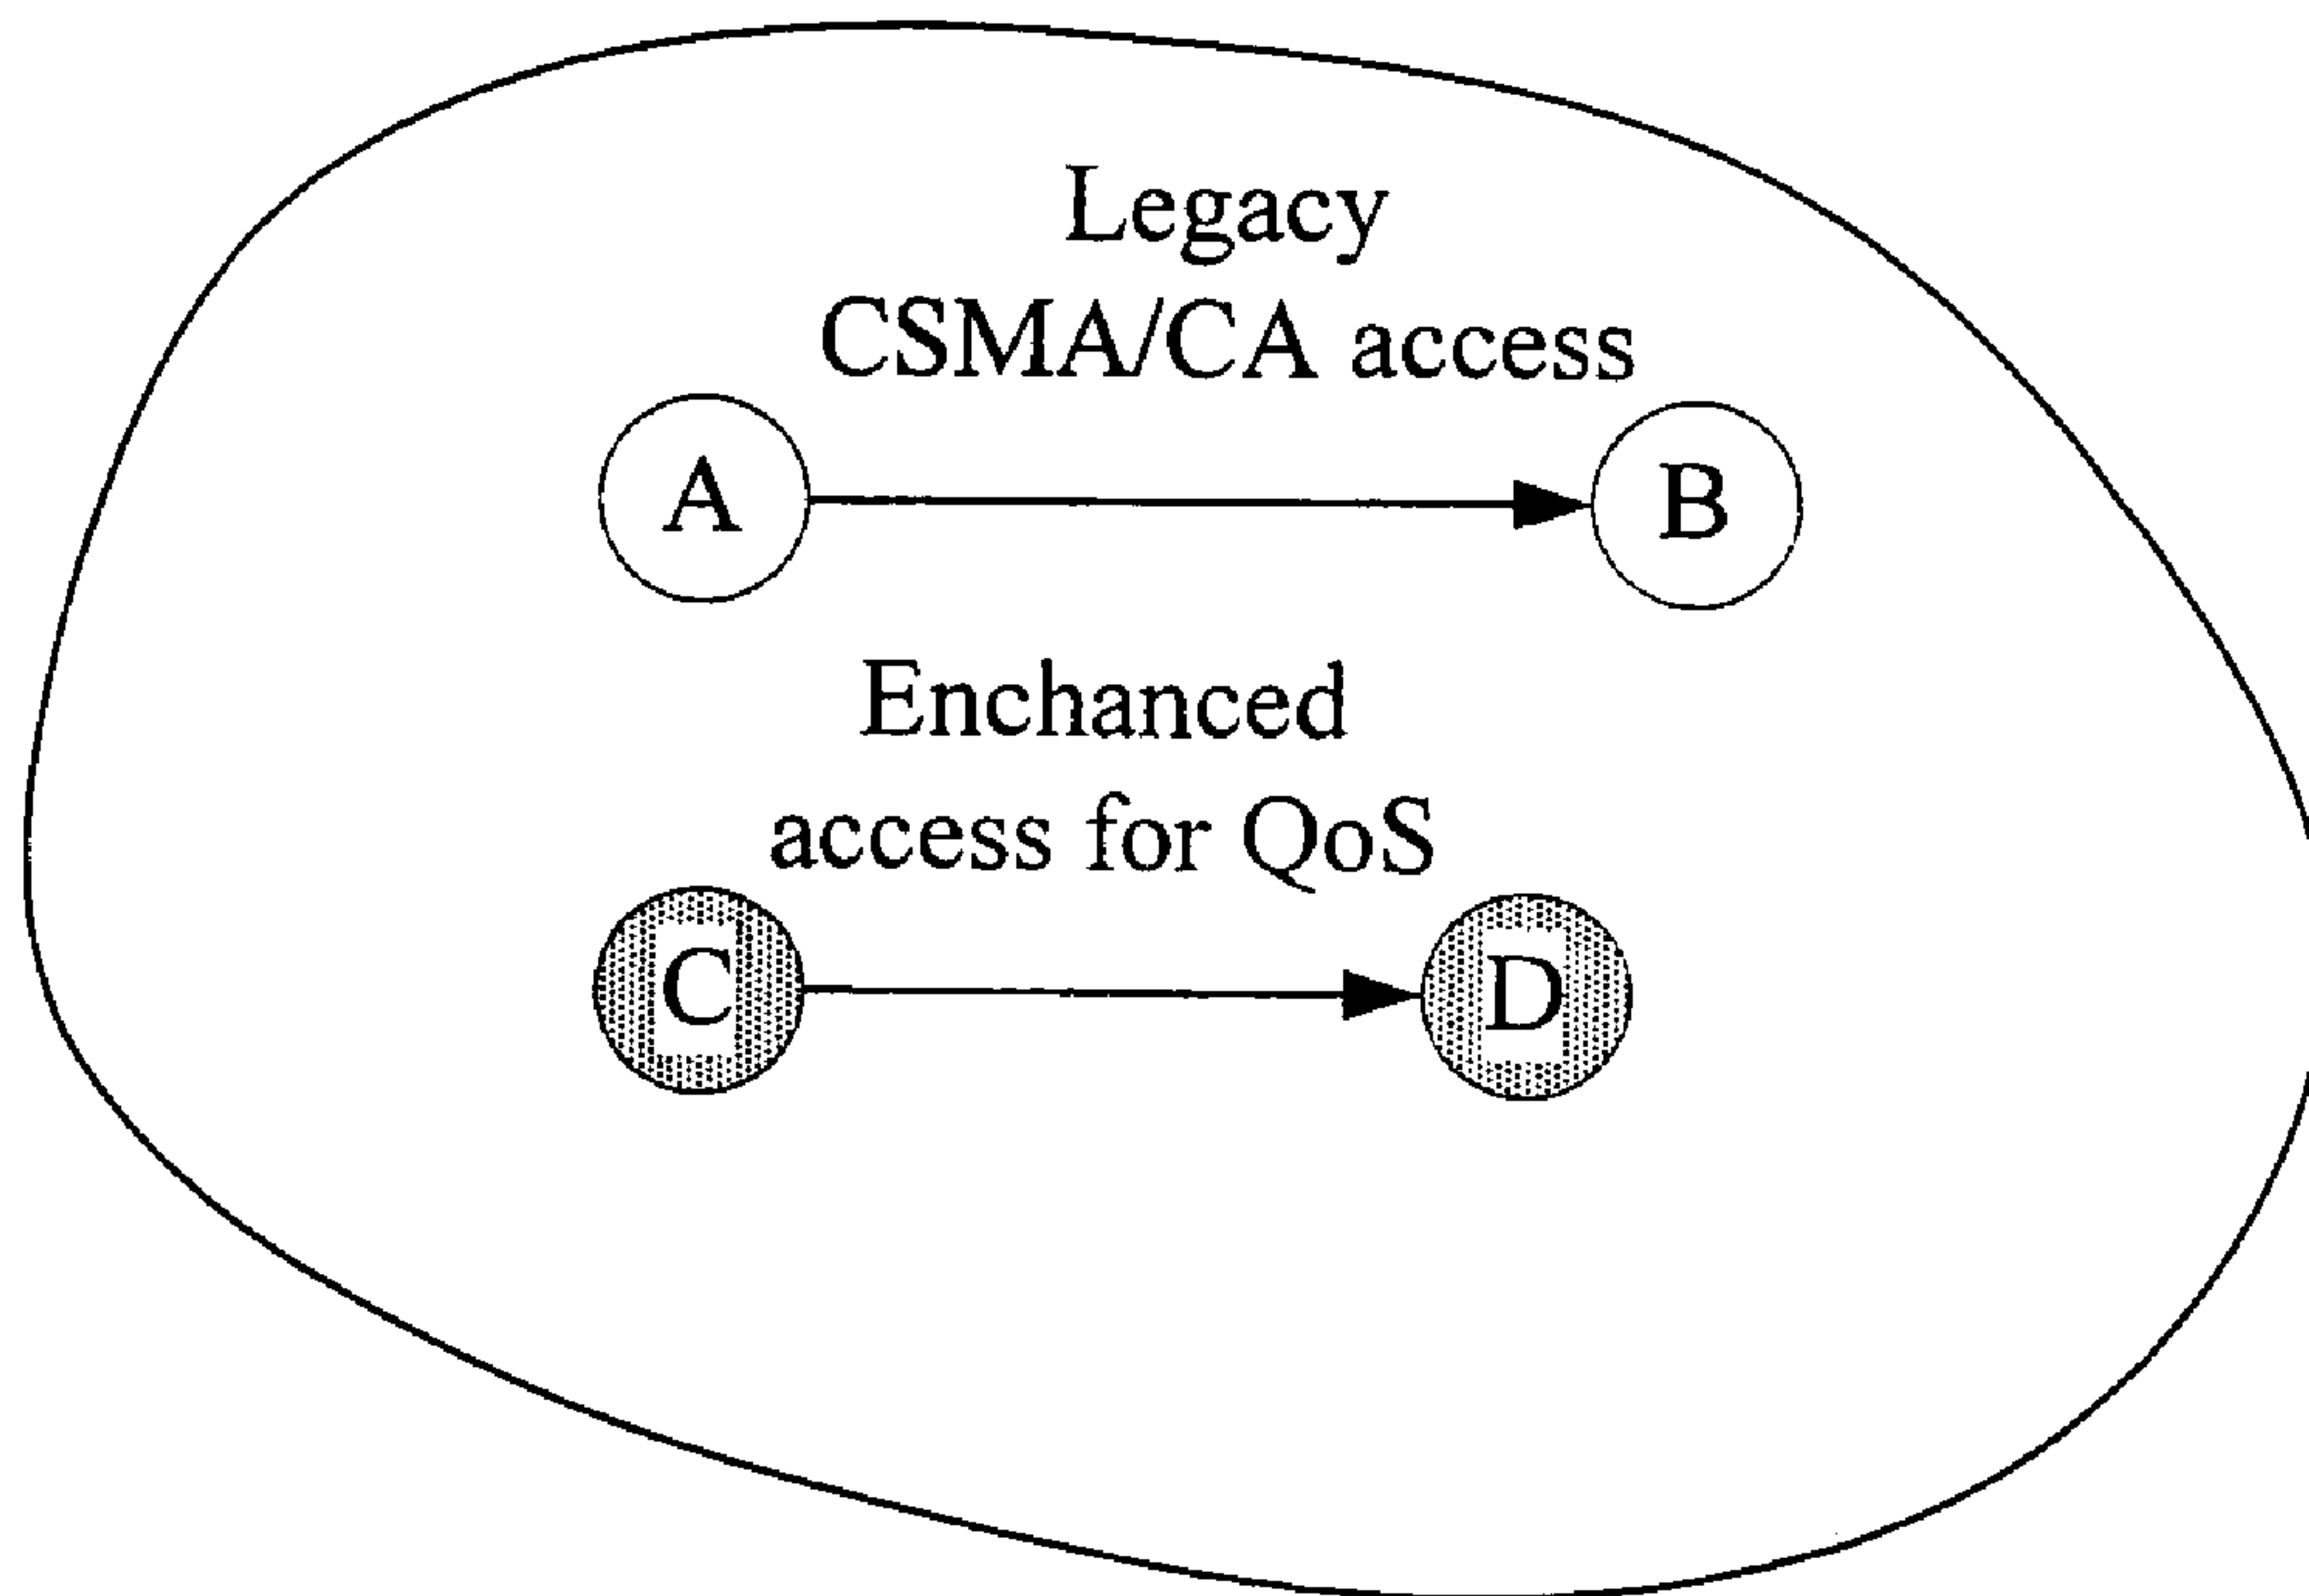 Legacy
CSMA/CA access
A
B
Enchanced
access for QoS
C
D